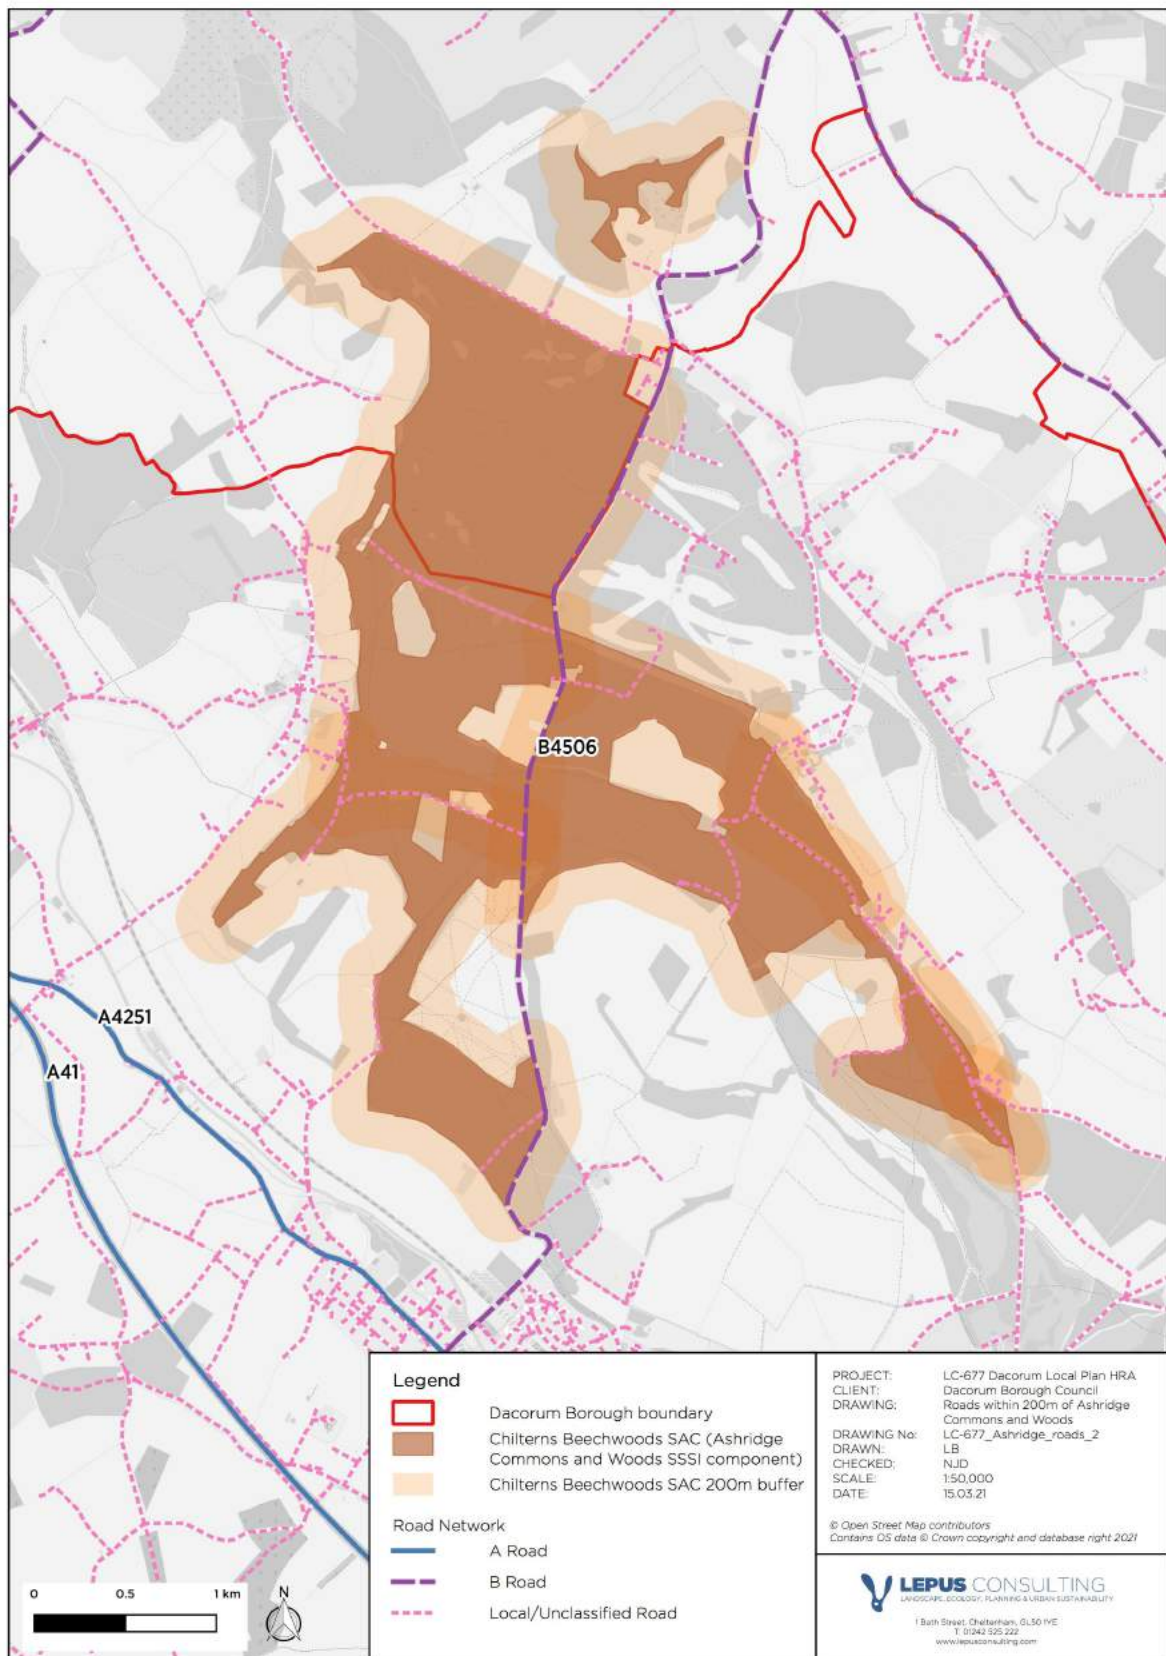 B4506
A4251
A41
Legend
Dacorum Borough boundary
Chilterns Beechwoods SAC (Ashridge
Commons and Woods SSSI component)
Chilterns Beechwoods SAC 200m buffer
Road Network
A Road
B Road
Local/Unclassified Road
0 0.5 1 km
N
PROJECT: LC-677 Dacorum Local Plan HRA
CLIENT: Dacorum Borough Council
DRAWING: Roads within 200m of Ashridge
Commons and Woods
DRAWING No: LC-677_Ashridge_roads_2
DRAWN: LB
CHECKED: NJD
SCALE: 1:50,000
DATE: 15.03.21
© Open Street Map contributors
Contains OS data © Crown copyright and database right 2021
LEPUS CONSULTING
LANDSCAPE, ECOLOGY, PLANNING & URBAN SUSTAINABILITY
1 Bath Street, Cheltenham, GL50 1YE
T: 01242 525 222
www.lepusconsulting.com